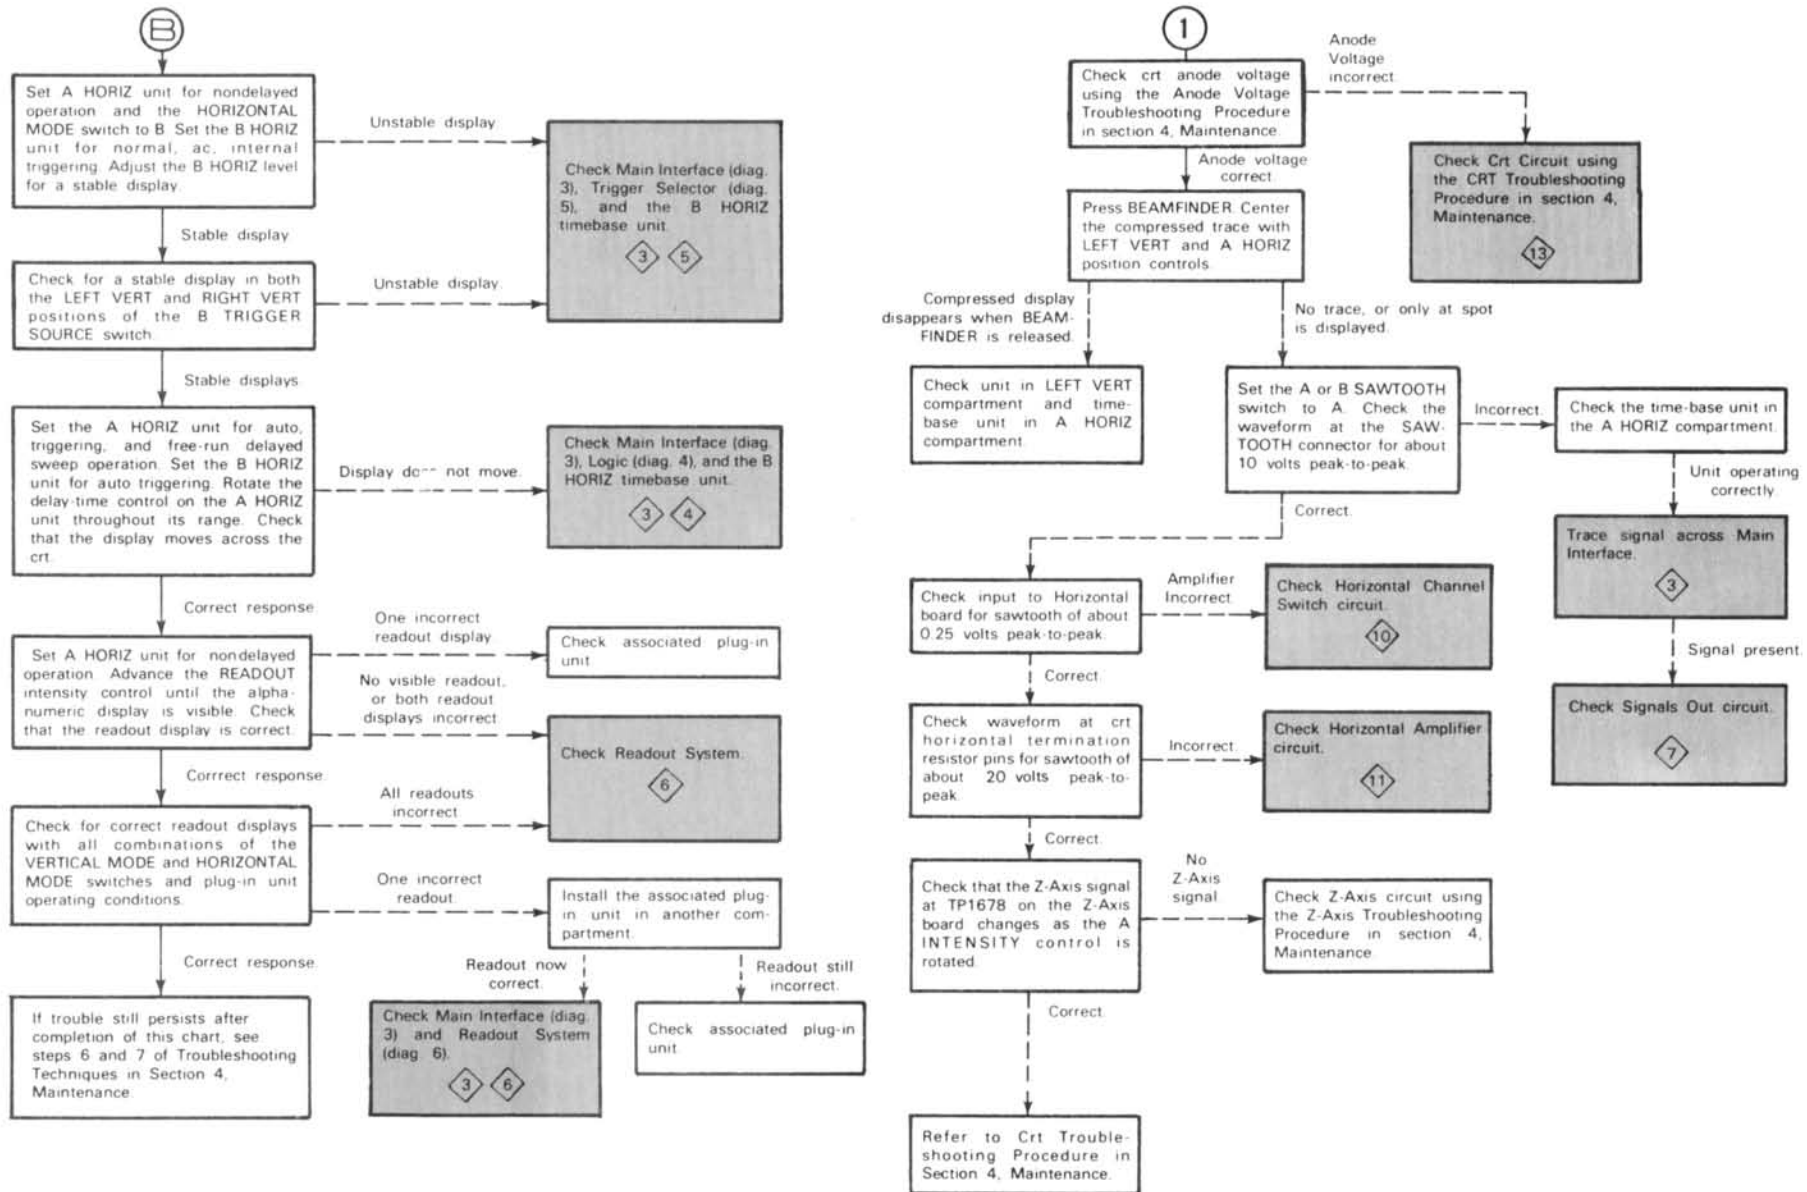 B
Set A HORIZ unit for nondelayed
operation and the HORIZONTAL
MODE switch to B. Set the B HORIZ
unit for normal, ac, internal
triggering. Adjust the B HORIZ level
for a stable display.
Unstable display
Check Main Interface (diag.
3), Trigger Selector (diag.
5), and the B HORIZ
timebase unit.
3 5
Stable display
Check for a stable display in both
the LEFT VERT and RIGHT VERT
positions of the B TRIGGER
SOURCE switch.
Unstable display.
Stable displays
Set the A HORIZ unit for auto,
triggering, and free-run delayed
sweep operation. Set the B HORIZ
unit for auto triggering. Rotate the
delay-time control on the A HORIZ
unit throughout its range. Check
that the display moves across the
crt.
Display not move.
Check Main Interface (diag.
3), Logic (diag. 4), and the B
HORIZ timebase unit.
3 4
Correct response
Set A HORIZ unit for nondelayed
operation Advance the READOUT
intensity control until the alpha-
numeric display is visible. Check
that the readout display is correct.
One incorrect
readout display
Check associated plug-in
unit
No visible readout,
or both readout
displays incorrect.
Check Readout System.
6
Corrrect response.
Check for correct readout displays
with all combinations of the
VERTICAL MODE and HORIZONTAL
MODE switches and plug-in unit
operating conditions.
All readouts
incorrect
One incorrect
readout.
Install the associated plug-
in unit in another com-
partment.
Readout now
correct.
Check Main Interface (diag.
3) and Readout System
(diag 6).
3 6
Readout still
incorrect.
Check associated plug-in
unit
Correct response.
If trouble still persists after
completion of this chart, see
steps 6 and 7 of Troubleshooting
Techniques in Section 4,
Maintenance
1
Check crt anode voltage
using the Anode Voltage
Troubleshooting Procedure
in section 4, Maintenance.
Anode
Voltage
incorrect.
Check Crt Circuit using
the CRT Troubleshooting
Procedure in section 4,
Maintenance.
13
Anode voltage
correct.
Press BEAMFINDER. Center
the compressed trace with
LEFT VERT and A HORIZ
position controls.
Compressed display
disappears when BEAM-
FINDER is released.
Check unit in LEFT VERT
compartment and time-
base unit in A HORIZ
compartment.
No trace, or only at spot
is displayed.
Set the A or B SAWTOOTH
switch to A. Check the
waveform at the SAW-
TOOTH connector for about
10 volts peak-to-peak.
Incorrect.
Check the time-base unit in
the A HORIZ compartment.
Unit operating
correctly.
Trace signal across Main
Interface.
3
Signal present.
Check Signals Out circuit.
7
Correct.
Check input to Horizontal
board for sawtooth of about
0.25 volts peak-to-peak.
Amplifier
Incorrect.
Check Horizontal Channel
Switch circuit.
10
Correct.
Check waveform at crt
horizontal termination
resistor pins for sawtooth of
about 20 volts peak-to-
peak.
Incorrect.
Check Horizontal Amplifier
circuit.
11
Correct.
Check that the Z-Axis signal
at TP1678 on the Z-Axis
board changes as the A
INTENSITY control is
rotated.
No
Z-Axis
signal.
Check Z-Axis circuit using
the Z-Axis Troubleshooting
Procedure in section 4,
Maintenance
Correct.
Refer to Crt Trouble-
shooting Procedure in
Section 4, Maintenance.